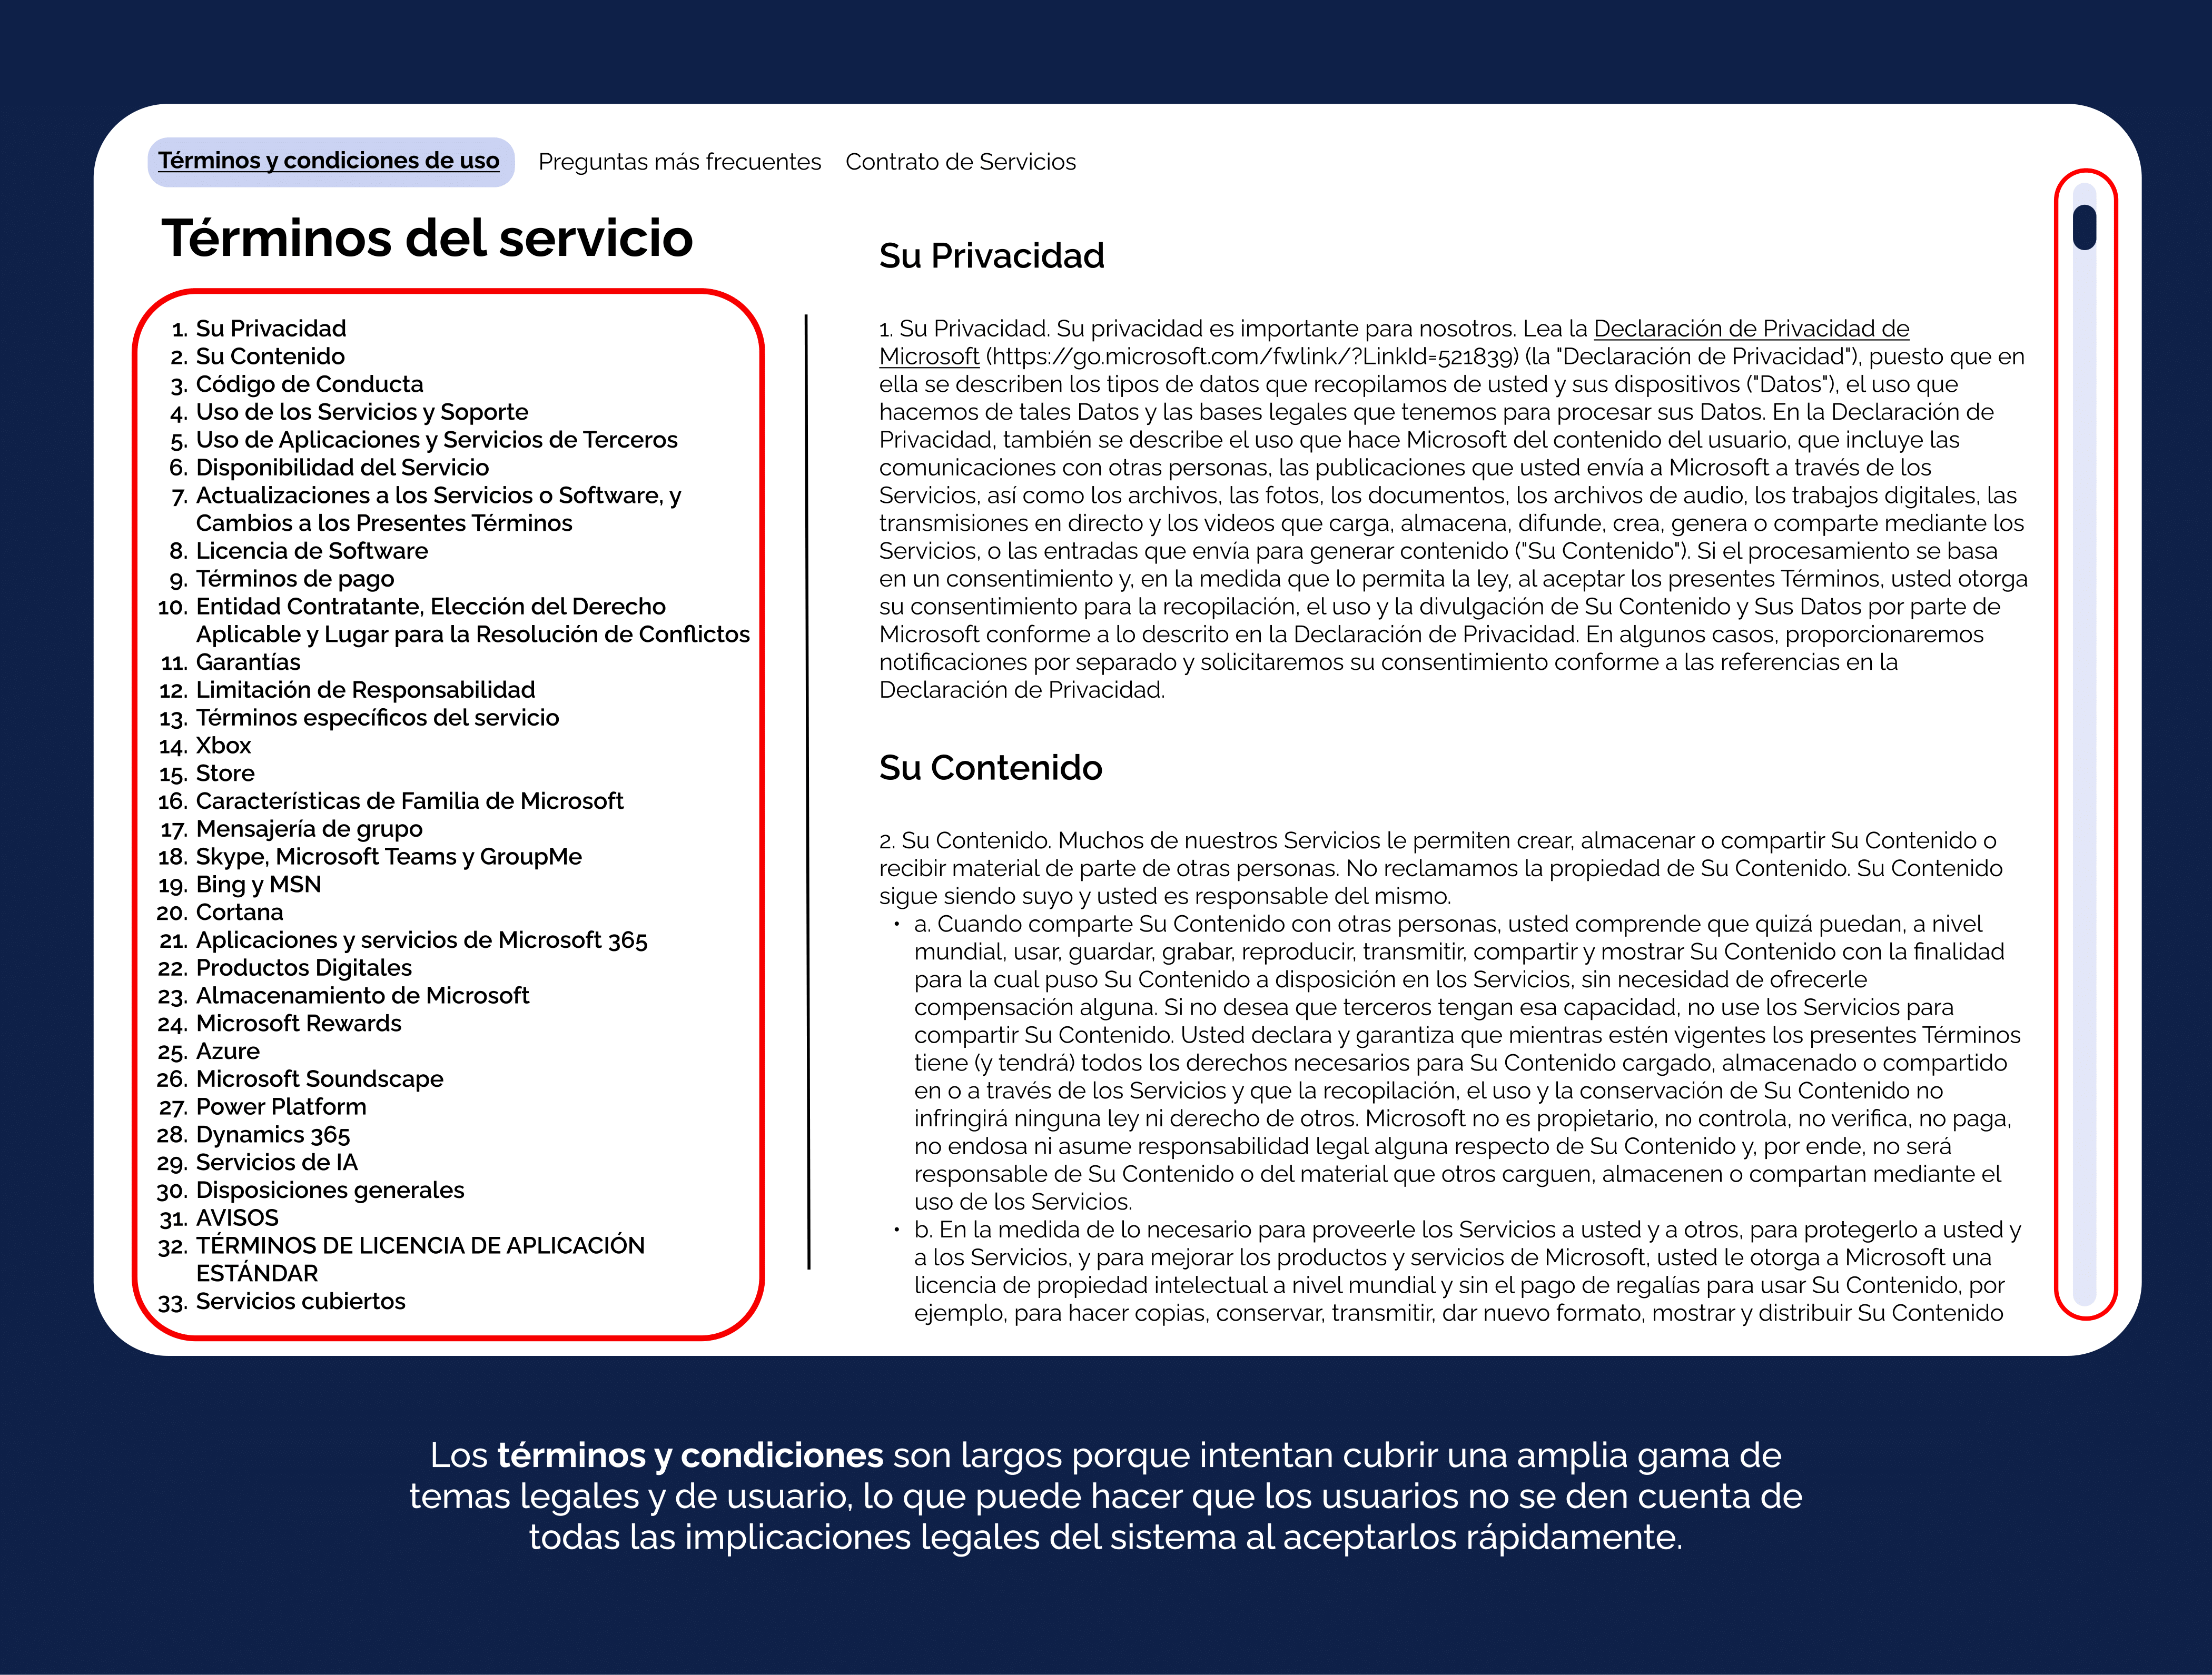 Términos y condiciones de uso
Preguntas más frecuentes
Contrato de Servicios
Términos del servicio
1. Su Privacidad
2. Su Contenido
3. Código de Conducta
4. Uso de los Servicios y Soporte
5. Uso de Aplicaciones y Servicios de Terceros
6. Disponibilidad del Servicio
7. Actualizaciones a los Servicios o Software, y
Cambios a los Presentes Términos
8. Licencia de Software
9. Términos de pago
10. Entidad Contratante, Elección del Derecho
Aplicable y Lugar para la Resolución de Conflictos
11. Garantías
12. Limitación de Responsabilidad
13. Términos específicos del servicio
14. Xbox
15. Store
16. Características de Familia de Microsoft
17. Mensajería de grupo
18. Skype, Microsoft Teams y GroupMe
19. Bing y MSN
20. Cortana
21. Aplicaciones y servicios de Microsoft 365
22. Productos Digitales
23. Almacenamiento de Microsoft
24. Microsoft Rewards
25. Azure
26. Microsoft Soundscape
27. Power Platform
28. Dynamics 365
29. Servicios de IA
30. Disposiciones generales
31. AVISOS
32. TÉRMINOS DE LICENCIA DE APLICACIÓN
ESTÁNDAR
33. Servicios cubiertos
Su Privacidad
1. Su Privacidad. Su privacidad es importante para nosotros. Lea la Declaración de Privacidad de
Microsoft (https://go.microsoft.com/fwlink/?LinkId=521839) (la "Declaración de Privacidad"), puesto que en
ella se describen los tipos de datos que recopilamos de usted y sus dispositivos ("Datos"), el uso que
hacemos de tales Datos y las bases legales que tenemos para procesar sus Datos. En la Declaración de
Privacidad, también se describe el uso que hace Microsoft del contenido del usuario, que incluye las
comunicaciones con otras personas, las publicaciones que usted envía a Microsoft a través de los
Servicios, así como los archivos, las fotos, los documentos, los archivos de audio, los trabajos digitales, las
transmisiones en directo y los videos que carga, almacena, difunde, crea, genera o comparte mediante los
Servicios, o las entradas que envía para generar contenido ("Su Contenido"). Si el procesamiento se basa
en un consentimiento y, en la medida que lo permita la ley, al aceptar los presentes Términos, usted otorga
su consentimiento para la recopilación, el uso y la divulgación de Su Contenido y Sus Datos por parte de
Microsoft conforme a lo descrito en la Declaración de Privacidad. En algunos casos, proporcionaremos
notificaciones por separado y solicitaremos su consentimiento conforme a las referencias en la
Declaración de Privacidad.
Su Contenido
2. Su Contenido. Muchos de nuestros Servicios le permiten crear, almacenar o compartir Su Contenido o
recibir material de parte de otras personas. No reclamamos la propiedad de Su Contenido. Su Contenido
sigue siendo suyo y usted es responsable del mismo.
• a. Cuando comparte Su Contenido con otras personas, usted comprende que quizá puedan, a nivel
mundial, usar, guardar, grabar, reproducir, transmitir, compartir y mostrar Su Contenido con la finalidad
para la cual puso Su Contenido a disposición en los Servicios, sin necesidad de ofrecerle
compensación alguna. Si no desea que terceros tengan esa capacidad, no use los Servicios para
compartir Su Contenido. Usted declara y garantiza que mientras estén vigentes los presentes Términos
tiene (y tendrá) todos los derechos necesarios para Su Contenido cargado, almacenado o compartido
en o a través de los Servicios y que la recopilación, el uso y la conservación de Su Contenido no
infringirá ninguna ley ni derecho de otros. Microsoft no es propietario, no controla, no verifica, no paga,
no endosa ni asume responsabilidad legal alguna respecto de Su Contenido y, por ende, no será
responsable de Su Contenido o del material que otros carguen, almacenen o compartan mediante el
uso de los Servicios.
• b. En la medida de lo necesario para proveerle los Servicios a usted y a otros, para protegerlo a usted y
a los Servicios, y para mejorar los productos y servicios de Microsoft, usted le otorga a Microsoft una
licencia de propiedad intelectual a nivel mundial y sin el pago de regalías para usar Su Contenido, por
ejemplo, para hacer copias, conservar, transmitir, dar nuevo formato, mostrar y distribuir Su Contenido
Los términos y condiciones son largos porque intentan cubrir una amplia gama de
temas legales y de usuario, lo que puede hacer que los usuarios no se den cuenta de
todas las implicaciones legales del sistema al aceptarlos rápidamente.